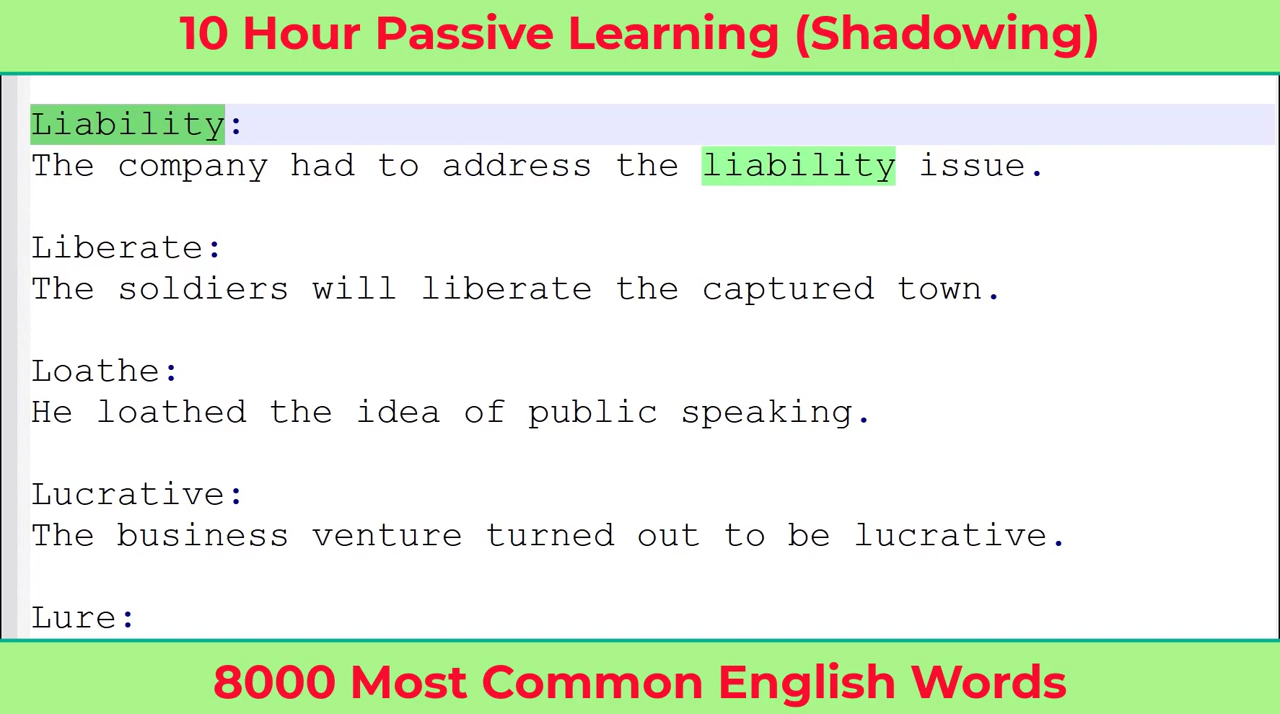 10 Hour Passive Learning (Shadowing)
Liability:
The company had to address the liability issue.
Liberate:
The soldiers will liberate the captured town.
Loathe:
He loathed the idea of public speaking.
Lucrative:
The business venture turned out to be lucrative.
Lure:
8000 Most Common English Words